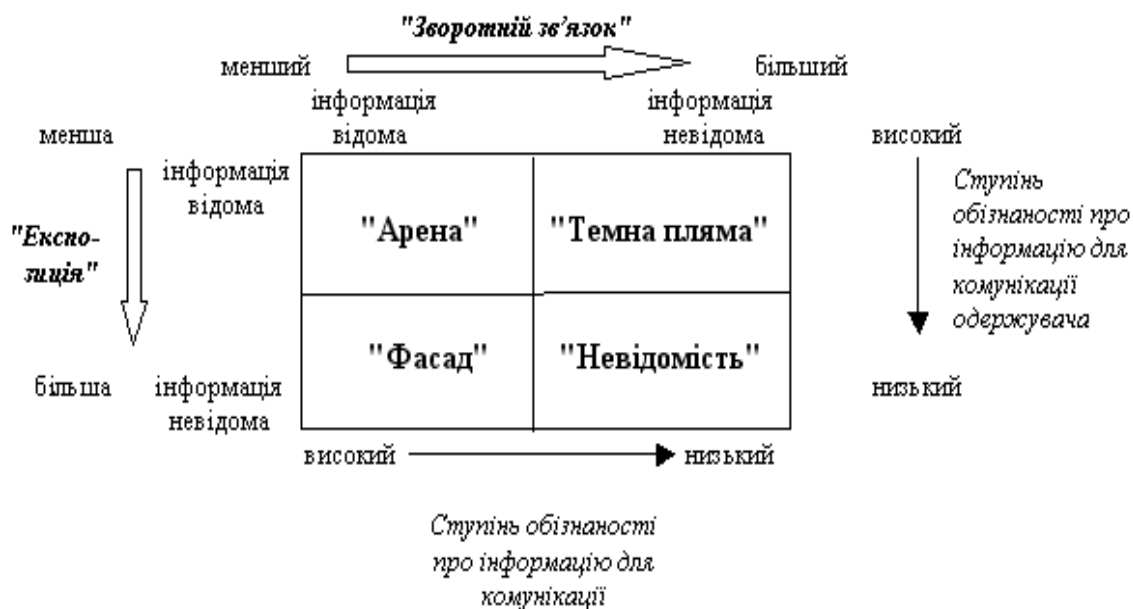 "Зворотній зв’язок"
менший
більший
інформація
відома
інформація
невідома
менша
високий
інформація
відома
"Експо-
зиція"
"Арена"
"Темна пляма"
Ступінь
обізнаності про
інформацію для
комунікації
одержувача
"Фасад"
"Невідомість"
більша
інформація
невідома
низький
високий
низький
Ступінь обізнаності
про інформацію для
комунікації